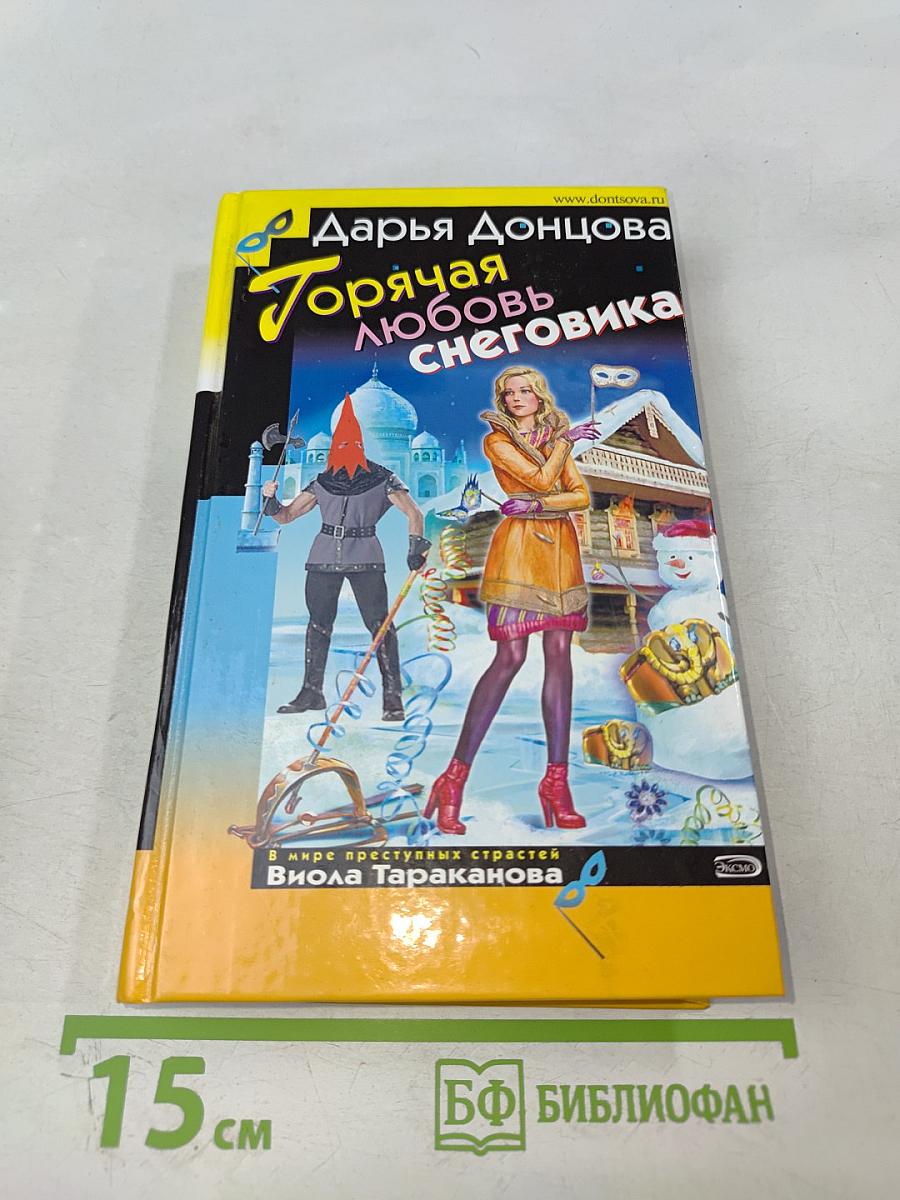 www.dontsova.ru
Дарья Донцова
Горячая
любовь
снеговика
В мире преступных страстей
Виола Тараканова
ЭКСМО
15 см
БФ БИБЛИОФАН